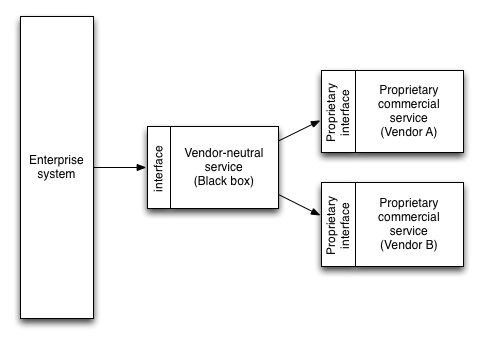 Enterprise
system
interface
Vendor-neutral
service
(Black box)
Proprietary
interface
Proprietary
commercial
service
(Vendor A)
Proprietary
interface
Proprietary
commercial
service
(Vendor B)